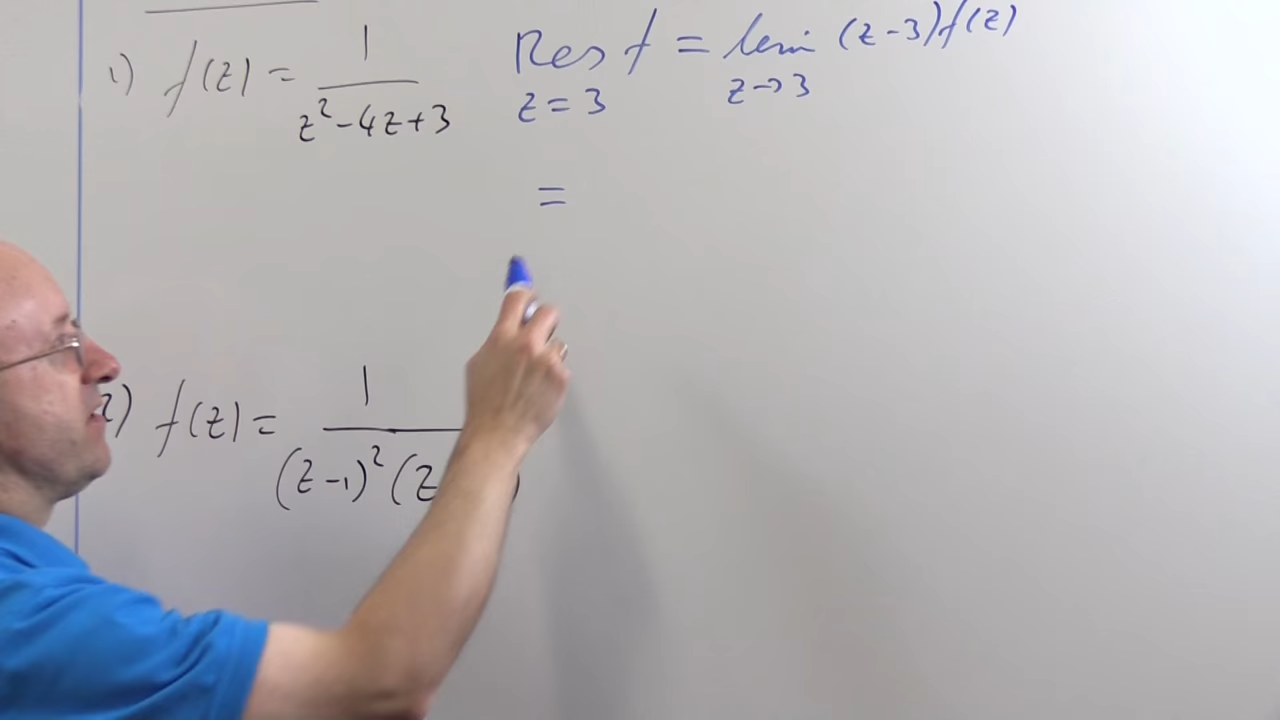 1) f(z) = 1 / (z² - 4z + 3)
Res f = lim (z - 3) f(z)
z = 3 z → 3
=
2) f(z) = 1
(z - 1)² (z )